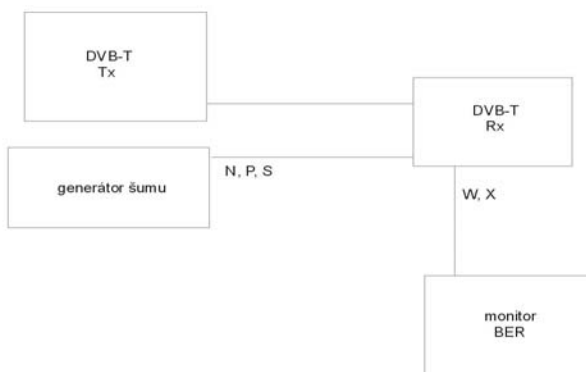 DVB-T
Tx
DVB-T
Rx
generátor šumu
N, P, S
W, X
monitor
BER